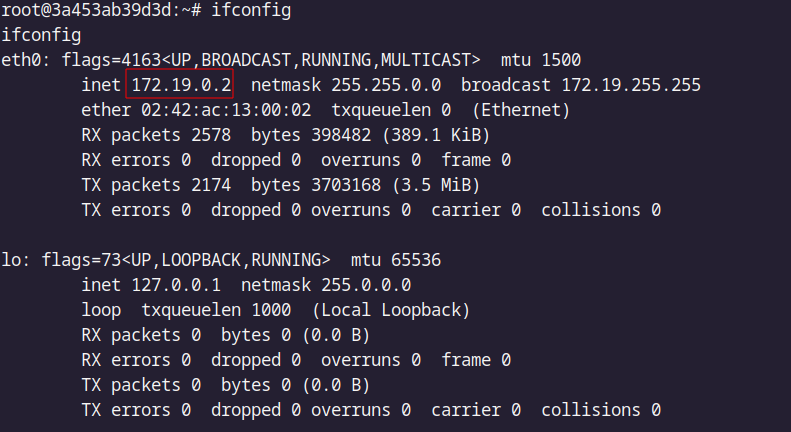 root@3a453ab39d3d:~# ifconfig
ifconfig
eth0: flags=4163<UP,BROADCAST,RUNNING,MULTICAST>  mtu 1500
        inet 172.19.0.2  netmask 255.255.0.0  broadcast 172.19.255.255
        ether 02:42:ac:13:00:02  txqueuelen 0  (Ethernet)
        RX packets 2578  bytes 398482 (389.1 KiB)
        RX errors 0  dropped 0  overruns 0  frame 0
        TX packets 2174  bytes 3703168 (3.5 MiB)
        TX errors 0  dropped 0 overruns 0  carrier 0  collisions 0

lo: flags=73<UP,LOOPBACK,RUNNING>  mtu 65536
        inet 127.0.0.1  netmask 255.0.0.0
        loop  txqueuelen 1000  (Local Loopback)
        RX packets 0  bytes 0 (0.0 B)
        RX errors 0  dropped 0  overruns 0  frame 0
        TX packets 0  bytes 0 (0.0 B)
        TX errors 0  dropped 0 overruns 0  carrier 0  collisions 0